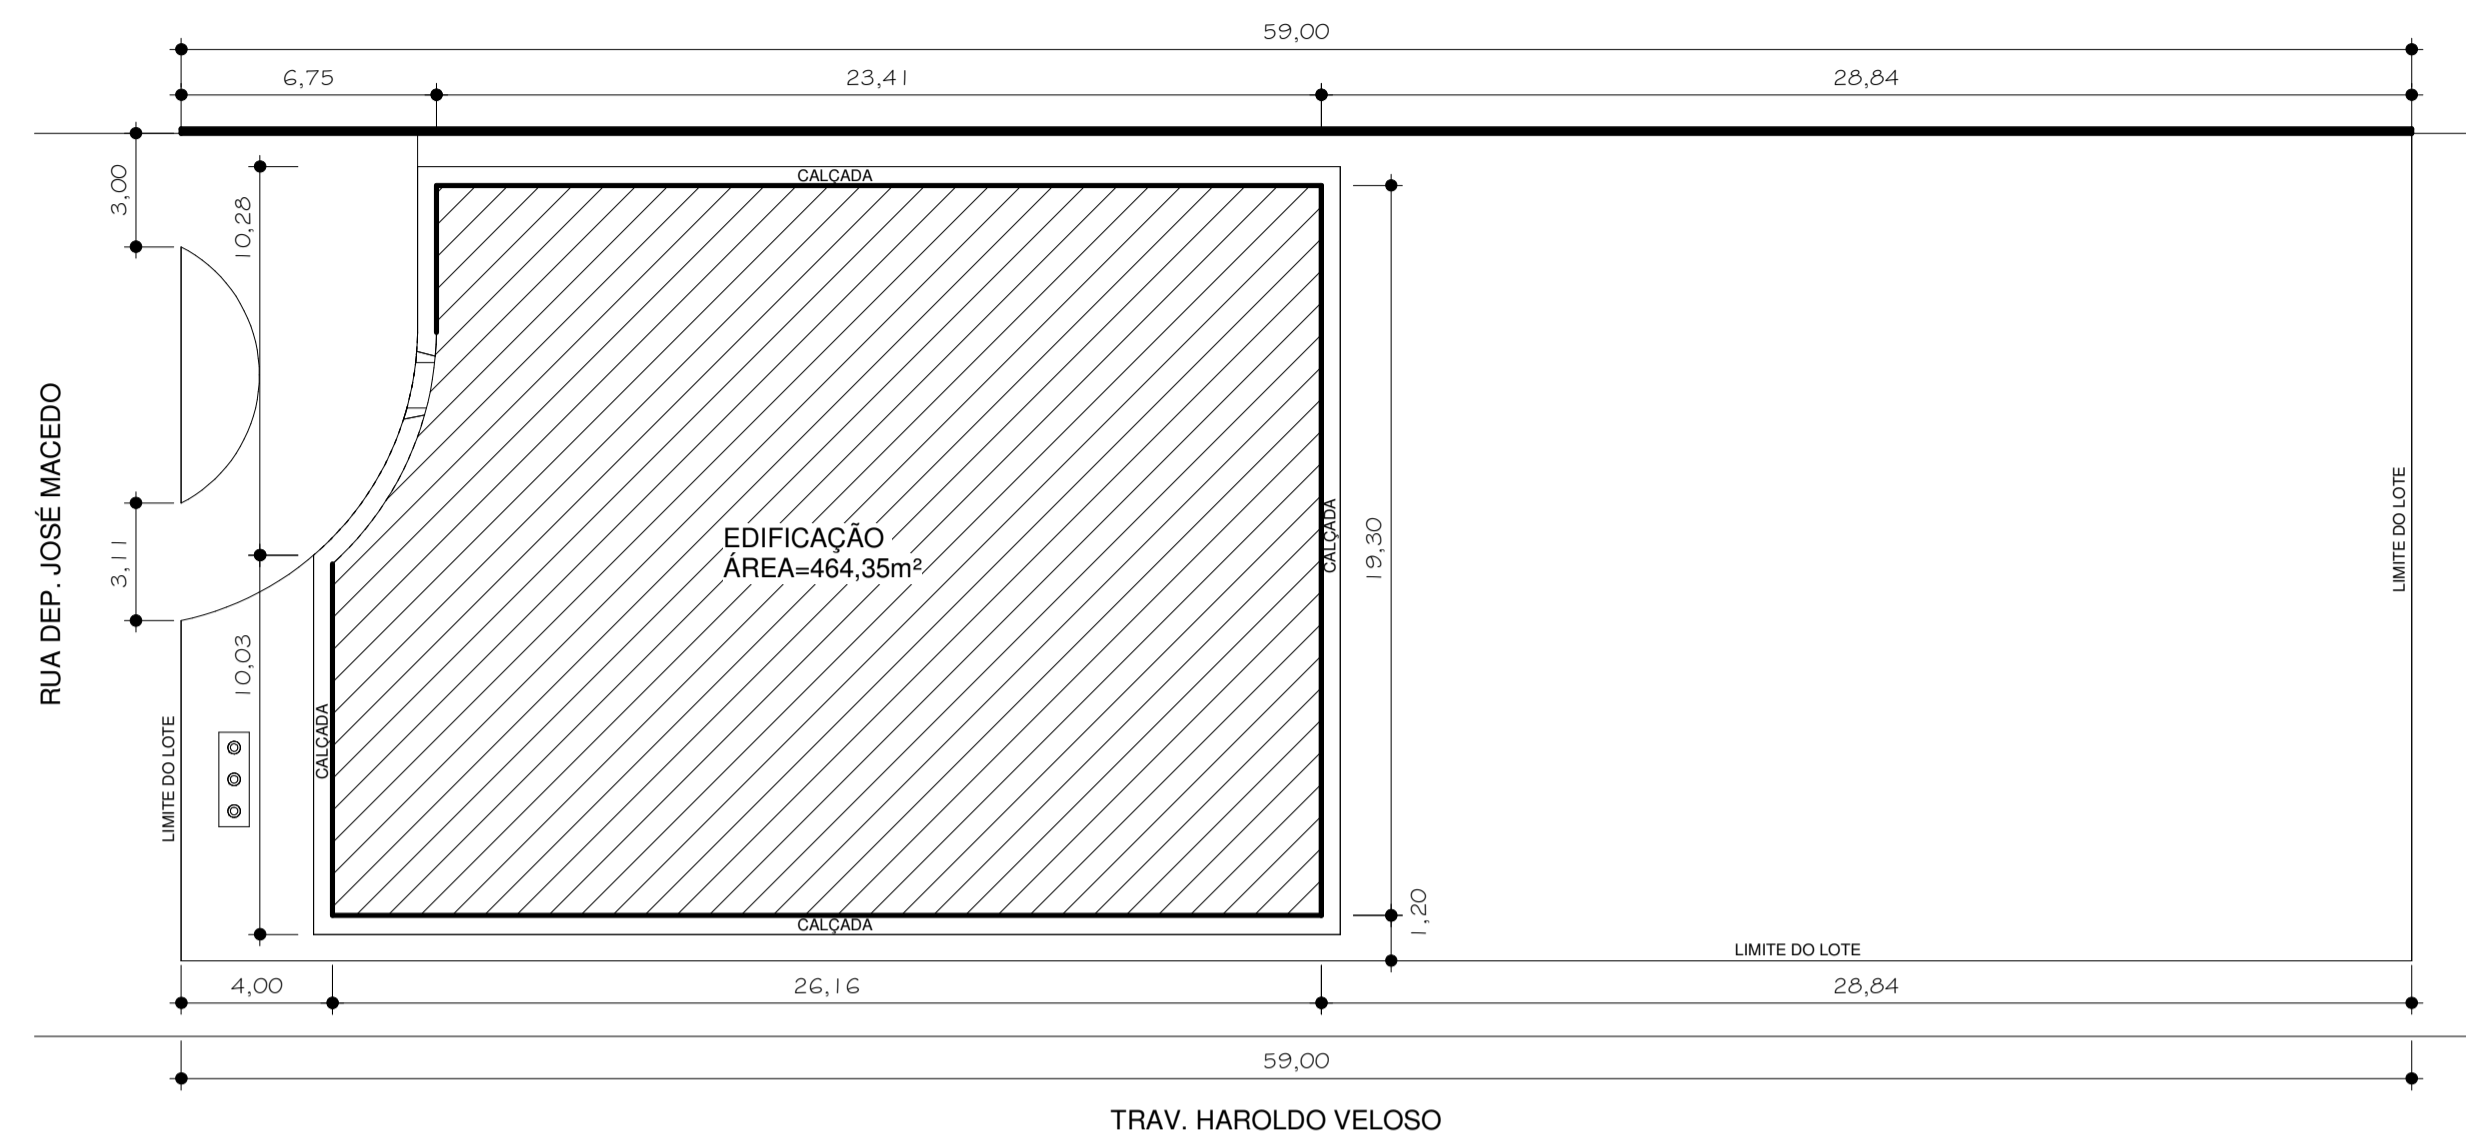 59,00
6,75
23,41
28,84
3,00
10,28
CALÇADA
RUA DEP. JOSÉ MACEDO
3,11
EDIFICAÇÃO
ÁREA=464,35m²
CALÇADA
19,30
LIMITE DO LOTE
10,03
LIMITE DO LOTE
CALÇADA
CALÇADA
1,20
LIMITE DO LOTE
4,00
26,16
28,84
59,00
TRAV. HAROLDO VELOSO